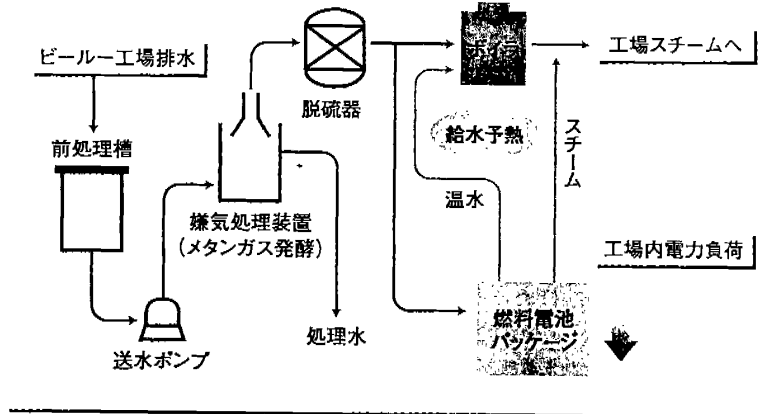 ビールー工場排水
前処理槽
送水ポンプ
嫌気処理装置
(メタンガス発酵)
処理水
脱硫器
ボイラ
給水予熱
温水
スチーム
工場スチームへ
工場内電力負荷
燃料電池
パッケージ